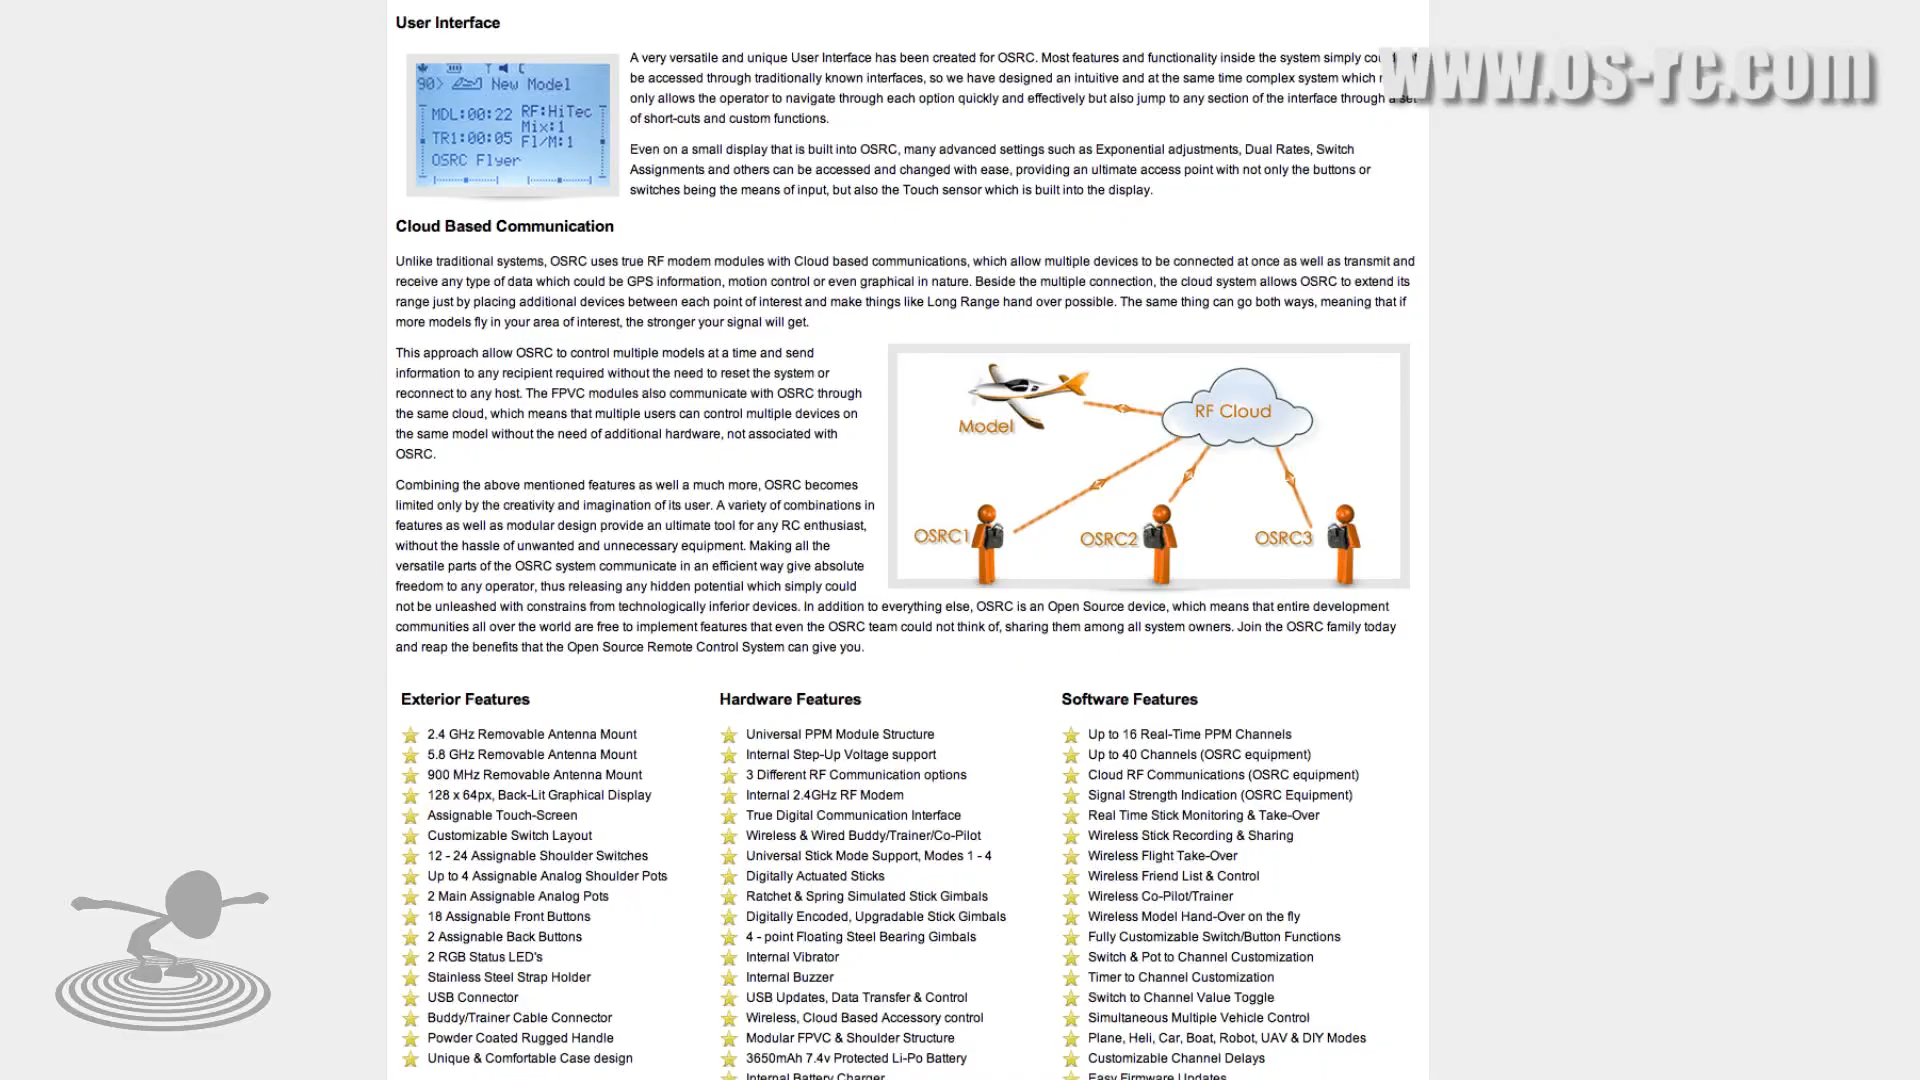 User Interface
www.os-rc.com
90> New Model
MDL:00:22 RF:HiTec
Mix:1
TR1:00:05 Fl/M:1
OSRC Flyer
A very versatile and unique User Interface has been created for OSRC. Most features and functionality inside the system simply
be accessed through traditionally known interfaces, so we have designed an intuitive and at the same time complex system which
only allows the operator to navigate through each option quickly and effectively but also jump to any section of the interface through a set
of short-cuts and custom functions.
Even on a small display that is built into OSRC, many advanced settings such as Exponential adjustments, Dual Rates, Switch
Assignments and others can be accessed and changed with ease, providing an ultimate access point with not only the buttons or
switches being the means of input, but also the Touch sensor which is built into the display.
Cloud Based Communication
Unlike traditional systems, OSRC uses true RF modem modules with Cloud based communications, which allow multiple devices to be connected at once as well as transmit and
receive any type of data which could be GPS information, motion control or even graphical in nature. Beside the multiple connection, the cloud system allows OSRC to extend its
range just by placing additional devices between each point of interest and make things like Long Range hand over possible. The same thing can go both ways, meaning that if
more models fly in your area of interest, the stronger your signal will get.
This approach allow OSRC to control multiple models at a time and send
information to any recipient required without the need to reset the system or
reconnect to any host. The FPVC modules also communicate with OSRC through
the same cloud, which means that multiple users can control multiple devices on
the same model without the need of additional hardware, not associated with
OSRC.
Combining the above mentioned features as well a much more, OSRC becomes
limited only by the creativity and imagination of its user. A variety of combinations in
features as well as modular design provide an ultimate tool for any RC enthusiast,
without the hassle of unwanted and unnecessary equipment. Making all the
versatile parts of the OSRC system communicate in an efficient way give absolute
freedom to any operator, thus releasing any hidden potential which simply could
not be unleashed with constrains from technologically inferior devices. In addition to everything else, OSRC is an Open Source device, which means that entire development
communities all over the world are free to implement features that even the OSRC team could not think of, sharing them among all system owners. Join the OSRC family today
and reap the benefits that the Open Source Remote Control System can give you.
RF Cloud
Model
OSRC1
OSRC2
OSRC3
Exterior Features
2.4 GHz Removable Antenna Mount
5.8 GHz Removable Antenna Mount
900 MHz Removable Antenna Mount
128 x 64px, Back-Lit Graphical Display
Assignable Touch-Screen
Customizable Switch Layout
12 - 24 Assignable Shoulder Switches
Up to 4 Assignable Analog Shoulder Pots
2 Main Assignable Analog Pots
18 Assignable Front Buttons
2 Assignable Back Buttons
2 RGB Status LED's
Stainless Steel Strap Holder
USB Connector
Buddy/Trainer Cable Connector
Powder Coated Rugged Handle
Unique & Comfortable Case design
Hardware Features
Universal PPM Module Structure
Internal Step-Up Voltage support
3 Different RF Communication options
Internal 2.4GHz RF Modem
True Digital Communication Interface
Wireless & Wired Buddy/Trainer/Co-Pilot
Universal Stick Mode Support, Modes 1 - 4
Digitally Actuated Sticks
Ratchet & Spring Simulated Stick Gimbals
Digitally Encoded, Upgradable Stick Gimbals
4 - point Floating Steel Bearing Gimbals
Internal Vibrator
Internal Buzzer
USB Updates, Data Transfer & Control
Wireless, Cloud Based Accessory control
Modular FPVC & Shoulder Structure
3650mAh 7.4v Protected Li-Po Battery
Internal Battery Charger
Software Features
Up to 16 Real-Time PPM Channels
Up to 40 Channels (OSRC equipment)
Cloud RF Communications (OSRC equipment)
Signal Strength Indication (OSRC Equipment)
Real Time Stick Monitoring & Take-Over
Wireless Stick Recording & Sharing
Wireless Flight Take-Over
Wireless Friend List & Control
Wireless Co-Pilot/Trainer
Wireless Model Hand-Over on the fly
Fully Customizable Switch/Button Functions
Switch & Pot to Channel Customization
Timer to Channel Customization
Switch to Channel Value Toggle
Simultaneous Multiple Vehicle Control
Plane, Heli, Car, Boat, Robot, UAV & DIY Modes
Customizable Channel Delays
Easy Firmware Updates